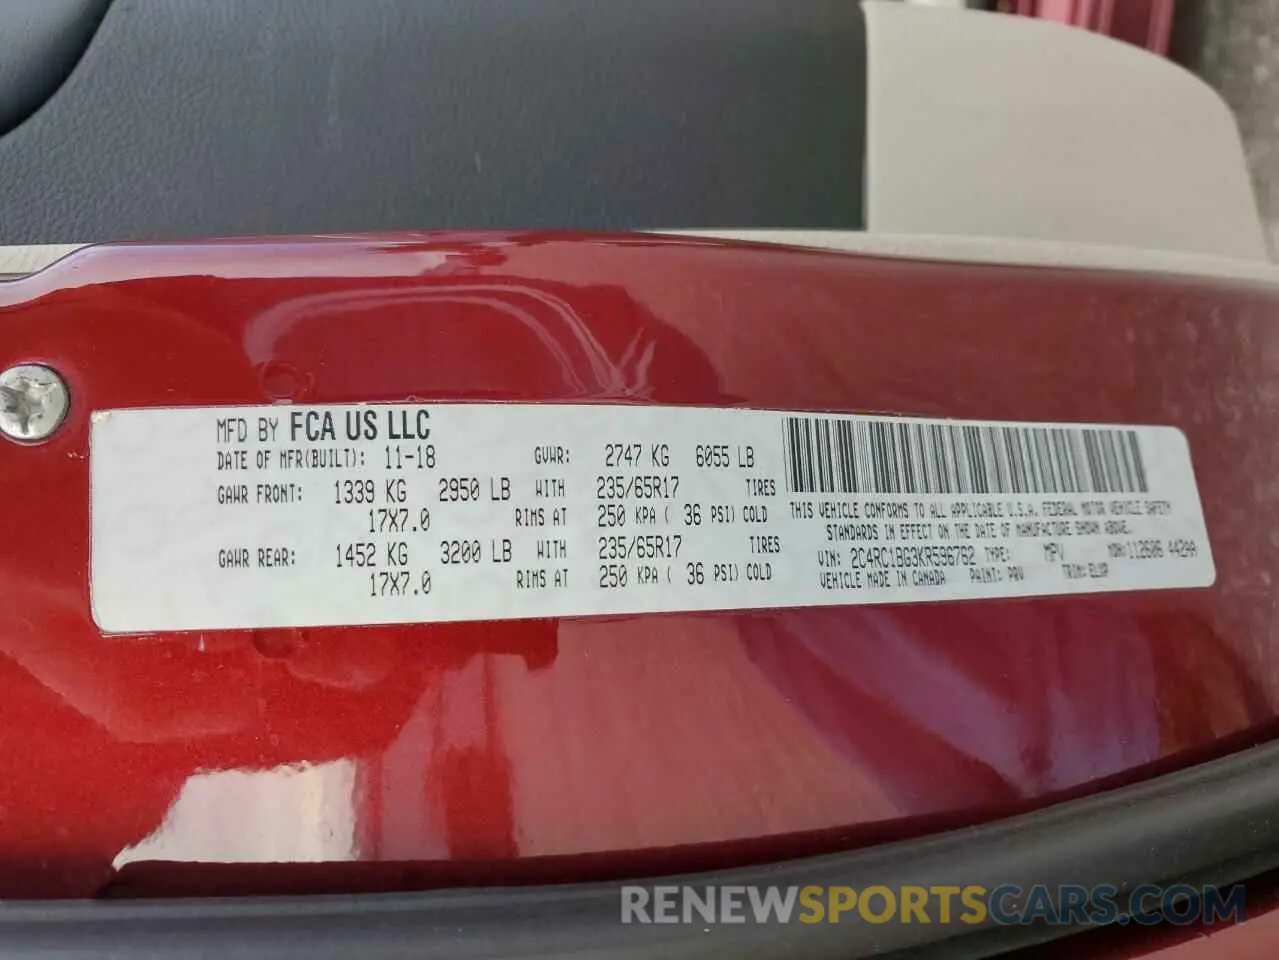 MFD BY FCA US LLC
DATE OF MFR(BUILT): 11-18 GVWR: 2747 KG 6055 LB
GAWR FRONT: 1339 KG 2950 LB WITH 235/65R17 TIRES
17X7.0 RIMS AT 250 KPA ( 36 PSI) COLD
GAWR REAR: 1452 KG 3200 LB WITH 235/65R17 TIRES
17X7.0 RIMS AT 250 KPA ( 36 PSI) COLD
THIS VEHICLE CONFORMS TO ALL APPLICABLE U.S.A. FEDERAL MOTOR VEHICLE SAFETY
STANDARDS IN EFFECT ON THE DATE OF MANUFACTURE SHOWN ABOVE.
VIN: 2C4RC1BG3KR596762 TYPE: MPV MDH: 112606 44299
VEHICLE MADE IN CANADA PAINT: PRV TRIM:
RENEWSPORTSCARS.COM